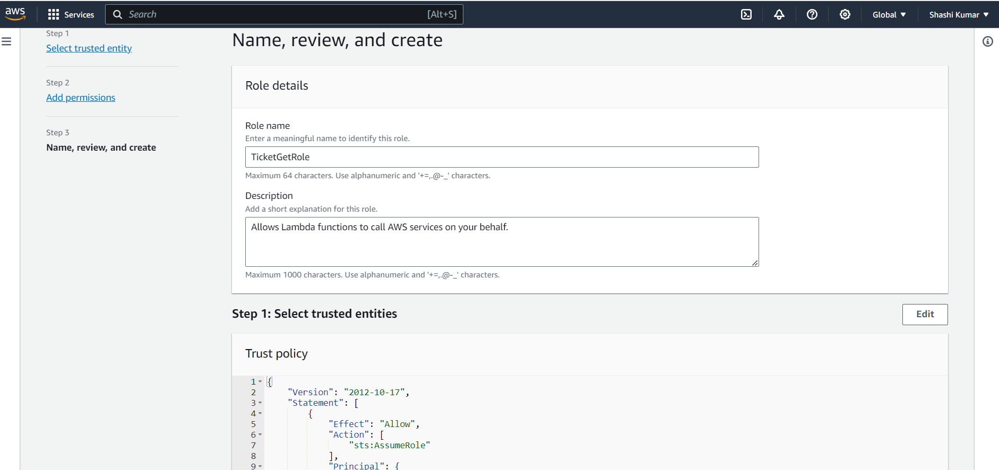 aws
Services
Search
[Alt+S]
Global
Shashi Kumar
Step 1
Select trusted entity
Step 2
Add permissions
Step 3
Name, review, and create
Name, review, and create
Role details
Role name
Enter a meaningful name to identify this role.
TicketGetRole
Maximum 64 characters. Use alphanumeric and '+=,.@-_' characters.
Description
Add a short explanation for this role.
Allows Lambda functions to call AWS services on your behalf.
Maximum 1000 characters. Use alphanumeric and '+=,.@-_' characters.
Step 1: Select trusted entities
Edit
Trust policy
1 {
2 "Version": "2012-10-17",
3 "Statement": [
4 {
5 "Effect": "Allow",
6 "Action": [
7 "sts:AssumeRole"
8 ],
9 "Principal": {